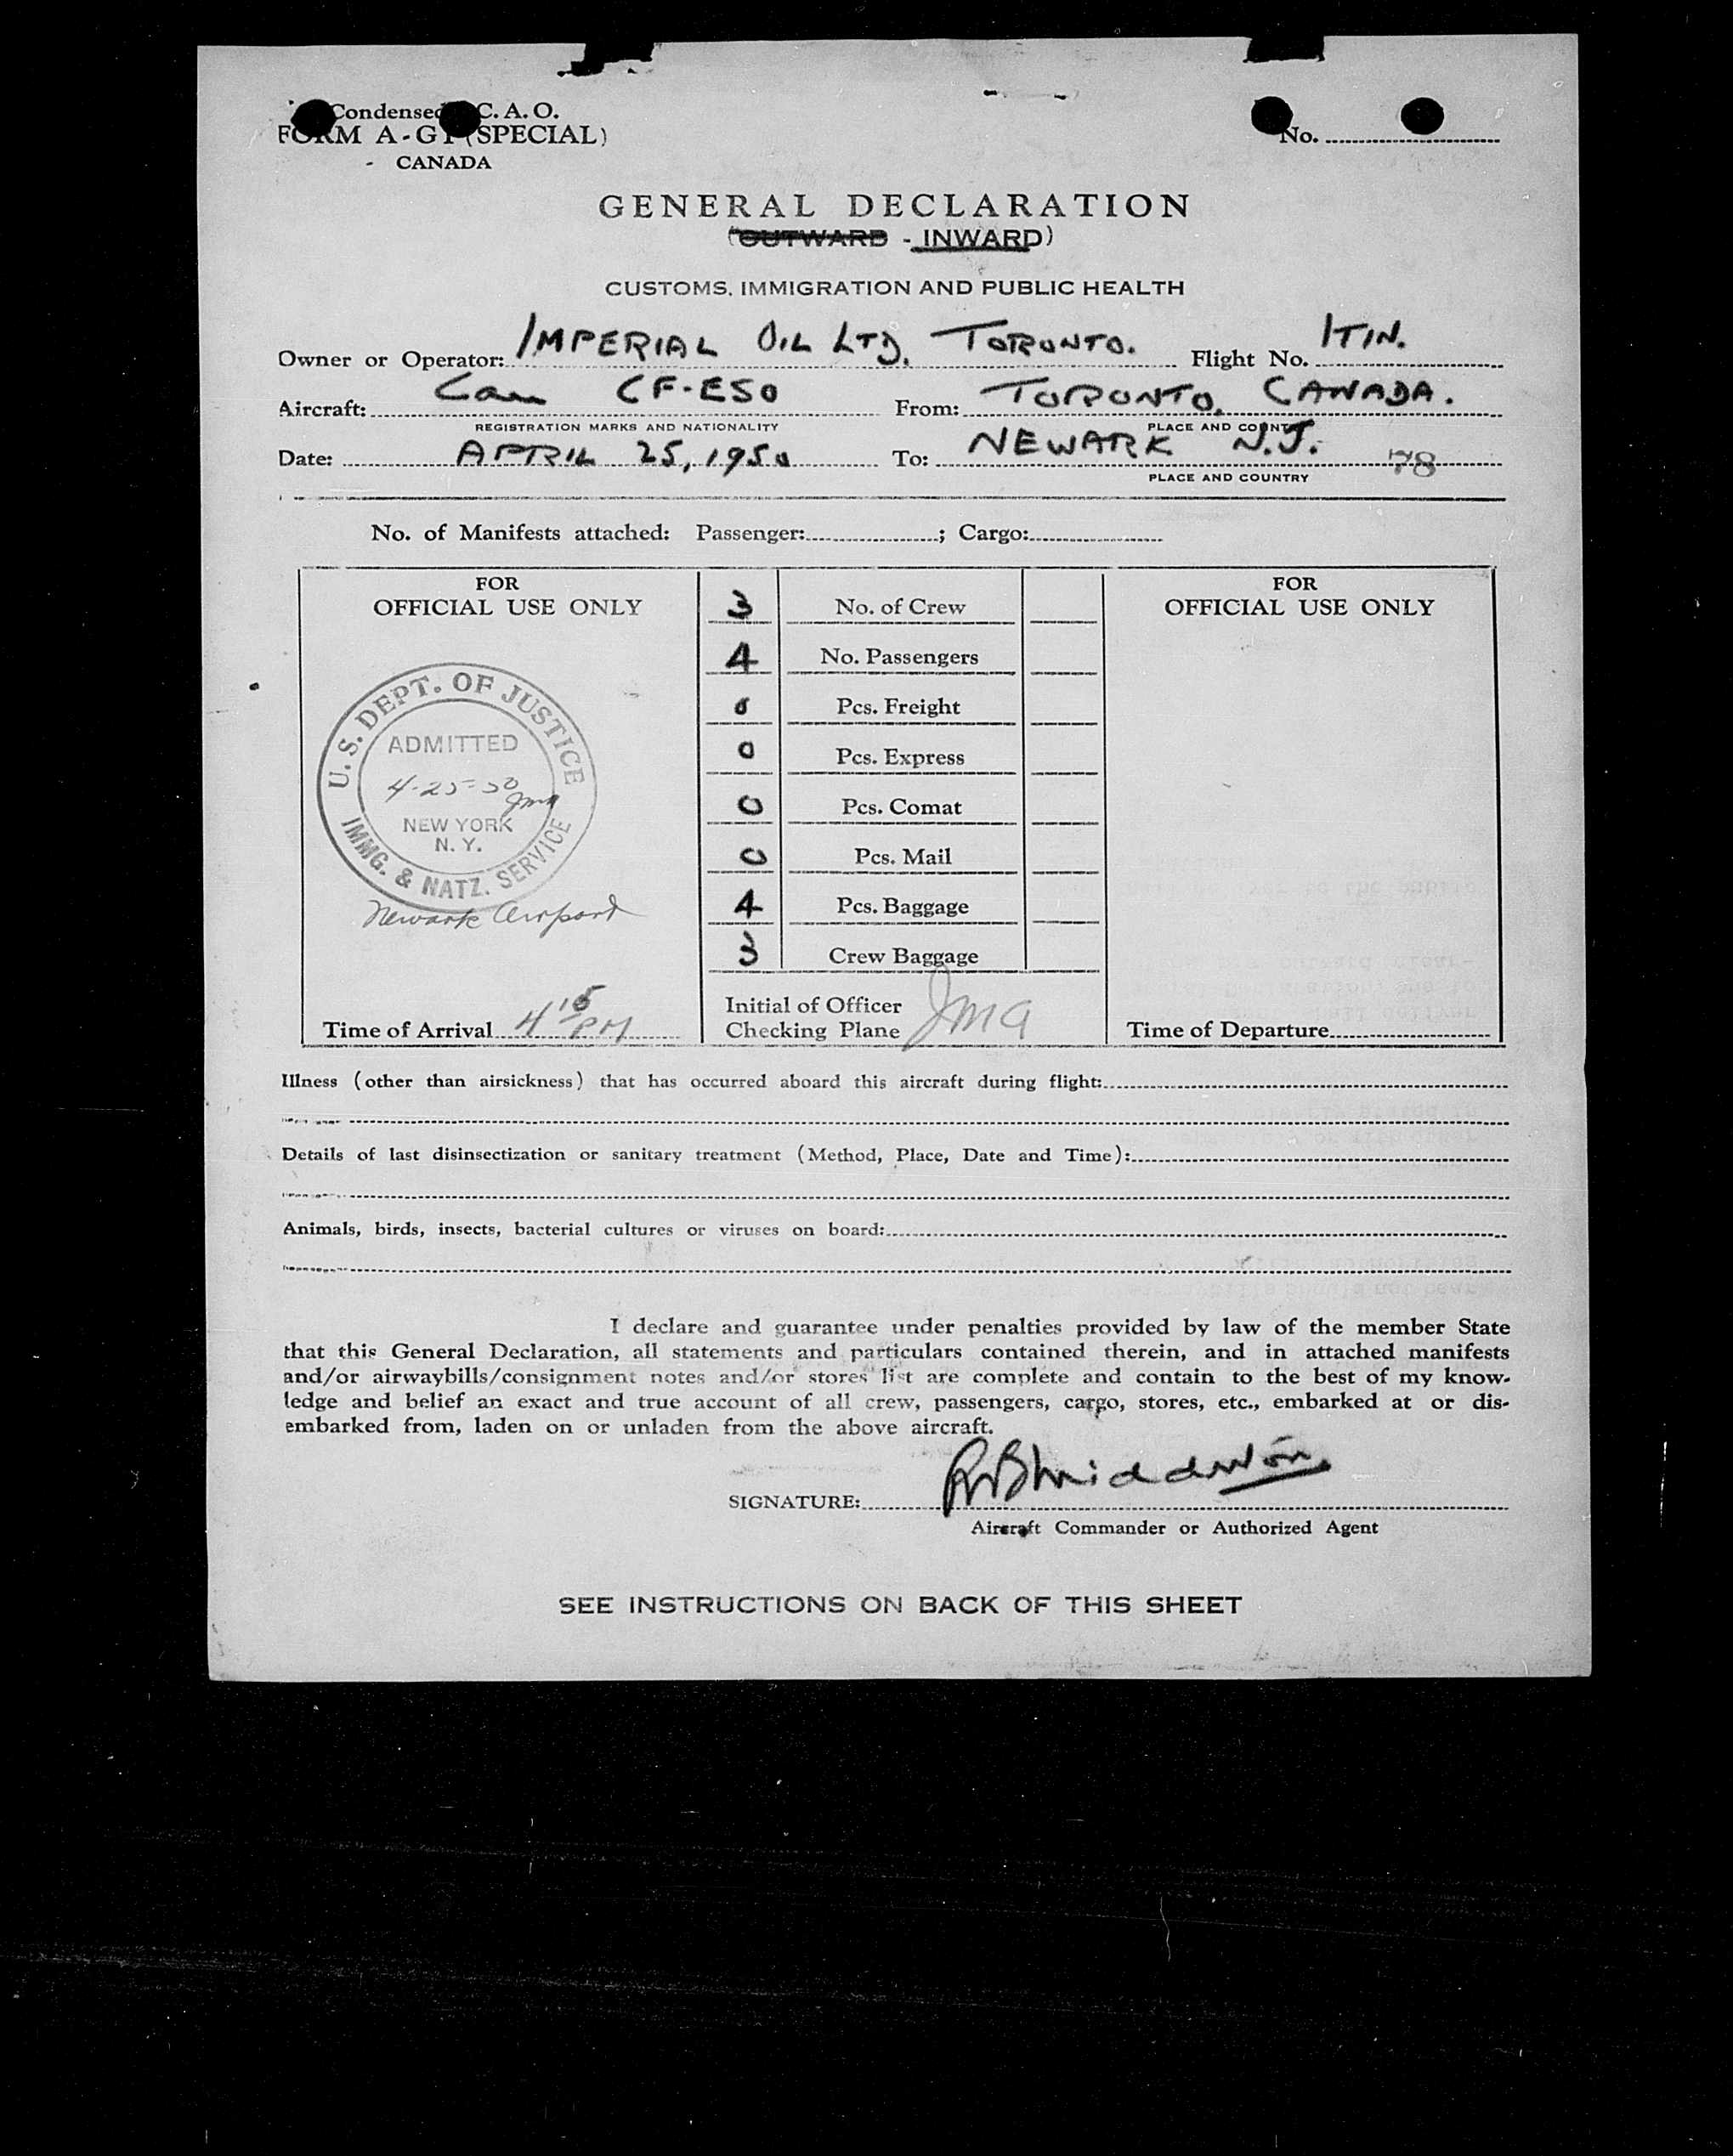 Condensed C. A. O. No.
FORM A-G1 (SPECIAL)
- CANADA
GENERAL DECLARATION
(OUTWARD - INWARD)
CUSTOMS, IMMIGRATION AND PUBLIC HEALTH
Owner or Operator: IMPERIAL OIL LTD. TORONTO. Flight No. ITIN.
Aircraft: Can CF-ESO From: TORONTO, CANADA.
REGISTRATION MARKS AND NATIONALITY PLACE AND COUNTRY
Date: APRIL 25, 1950 To: NEWARK N.J. 78
PLACE AND COUNTRY
No. of Manifests attached: Passenger: ; Cargo:
FOR
OFFICIAL USE ONLY
U. S. DEPT. OF JUSTICE
ADMITTED
4-25-50
JMA
NEW YORK
N. Y.
IMMG. & NATZ. SERVICE
Newark Airport
Time of Arrival 4 15 PM
3 No. of Crew
4 No. Passengers
0 Pcs. Freight
0 Pcs. Express
0 Pcs. Comat
0 Pcs. Mail
4 Pcs. Baggage
3 Crew Baggage
Initial of Officer
Checking Plane JMA
FOR
OFFICIAL USE ONLY
Time of Departure
Illness (other than airsickness) that has occurred aboard this aircraft during flight:
Details of last disinsectization or sanitary treatment (Method, Place, Date and Time):
Animals, birds, insects, bacterial cultures or viruses on board:
I declare and guarantee under penalties provided by law of the member State
that this General Declaration, all statements and particulars contained therein, and in attached manifests
and/or airwaybills/consignment notes and/or stores list are complete and contain to the best of my know-
ledge and belief an exact and true account of all crew, passengers, cargo, stores, etc., embarked at or dis-
embarked from, laden on or unladen from the above aircraft.
SIGNATURE:
Aircraft Commander or Authorized Agent
SEE INSTRUCTIONS ON BACK OF THIS SHEET